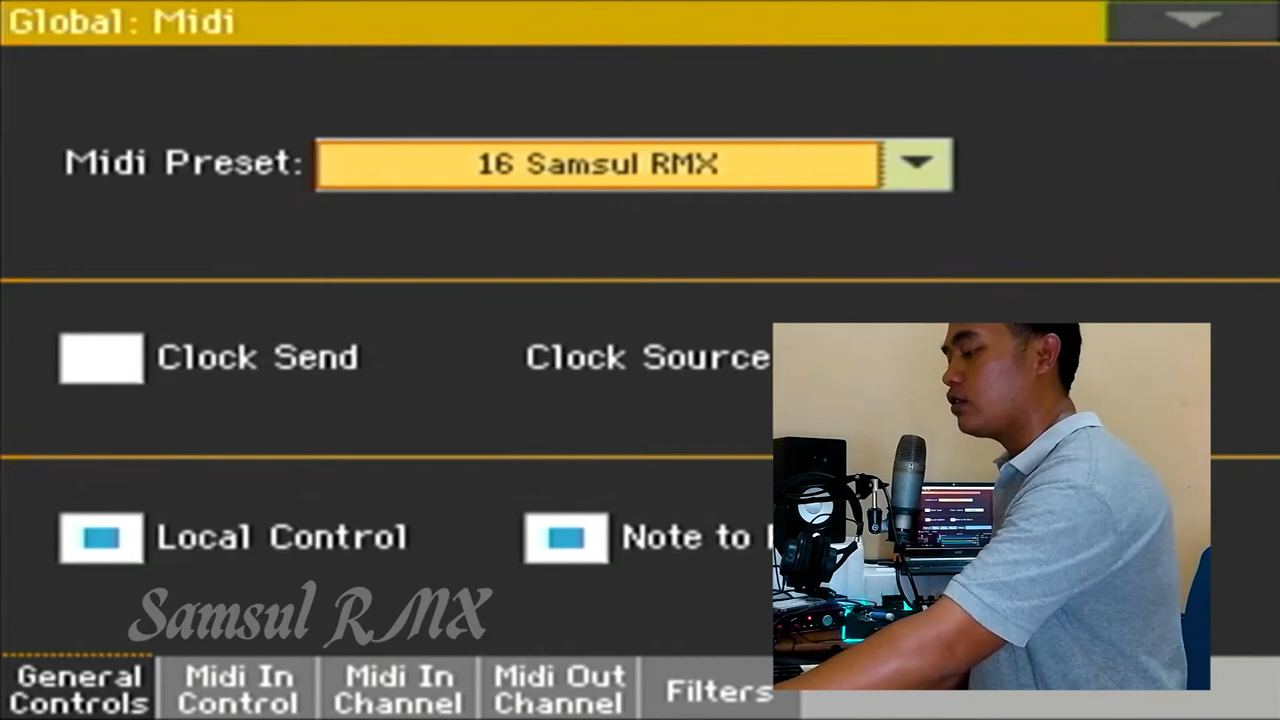 Global: Midi
Midi Preset: 16 Samsul RMX
Clock Send Clock Source
Local Control Note to
Samsul RMX
General Controls
Midi In Control
Midi In Channel
Midi Out Channel
Filters